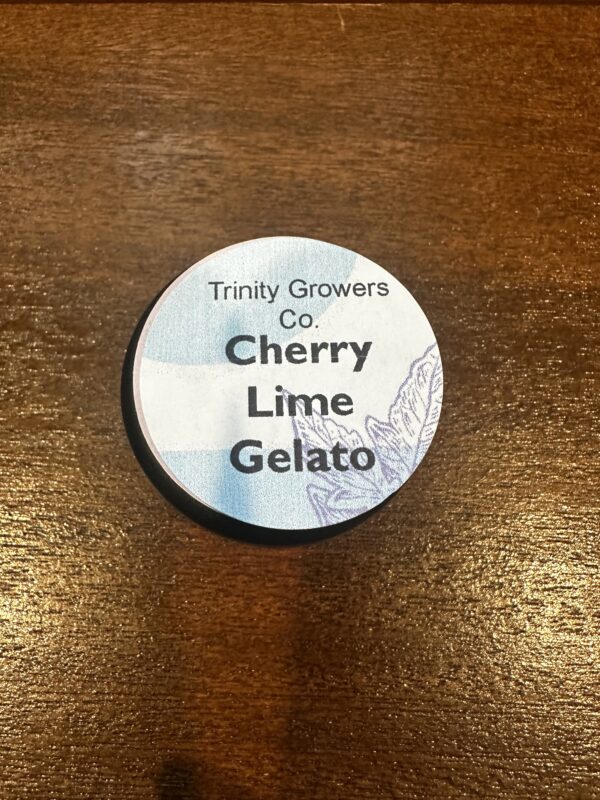 Trinity Growers
Co.
Cherry
Lime
Gelato